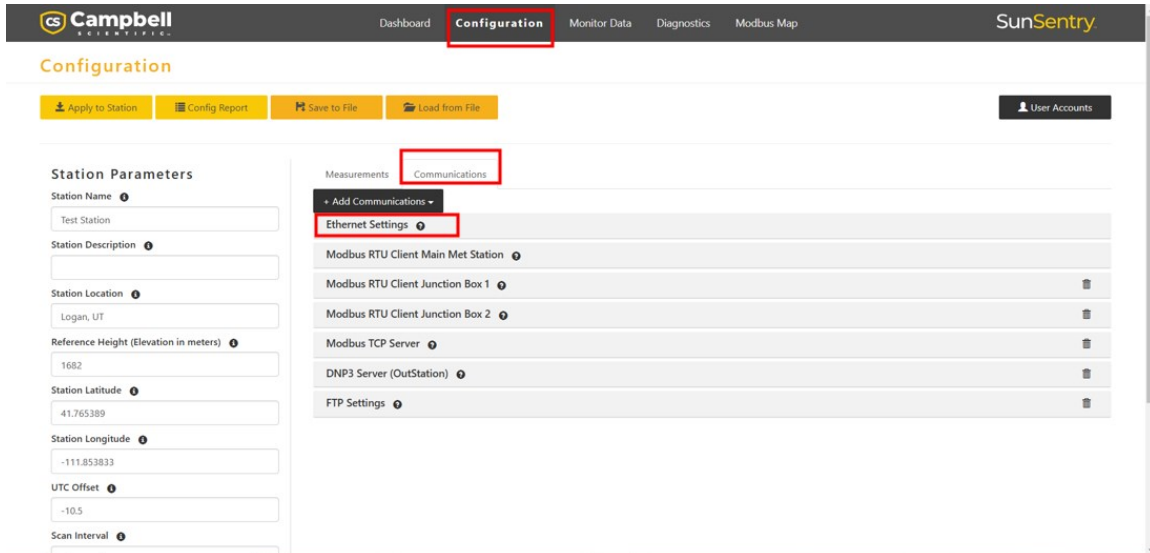 CS Campbell
SCIENTIFIC
Dashboard Configuration Monitor Data Diagnostics Modbus Map
SunSentry.
Configuration
Apply to Station Config Report Save to File Load from File User Accounts
Station Parameters
Station Name
Test Station
Station Description
Station Location
Logan, UT
Reference Height (Elevation in meters)
1682
Station Latitude
41.765389
Station Longitude
-111.853833
UTC Offset
-10.5
Scan Interval
Measurements Communications
+ Add Communications
Ethernet Settings
Modbus RTU Client Main Met Station
Modbus RTU Client Junction Box 1
Modbus RTU Client Junction Box 2
Modbus TCP Server
DNP3 Server (OutStation)
FTP Settings